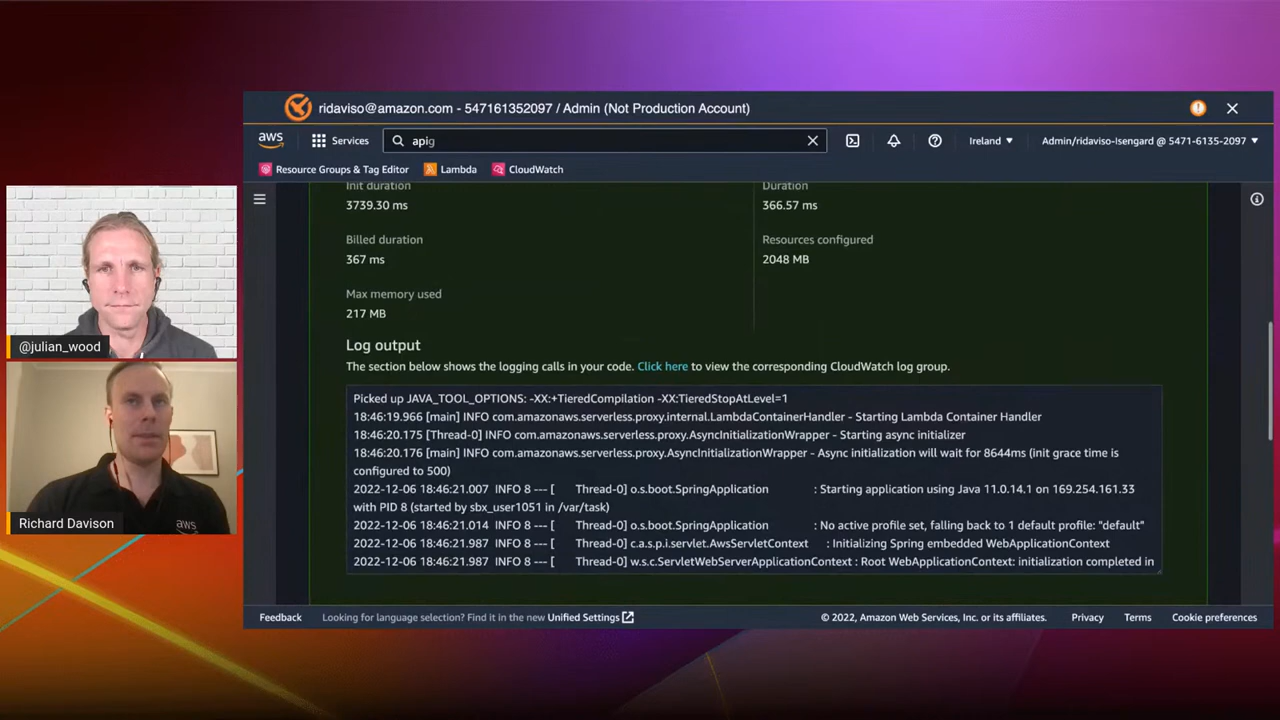 ridaviso@amazon.com - 547161352097 / Admin (Not Production Account)
aws
Services
apig
Ireland
Admin/ridaviso-Isengard @ 5471-6135-2097
Resource Groups & Tag Editor
Lambda
CloudWatch
Init duration
Duration
3739.30 ms
366.57 ms
Billed duration
Resources configured
367 ms
2048 MB
Max memory used
217 MB
Log output
The section below shows the logging calls in your code. Click here to view the corresponding CloudWatch log group.
Picked up JAVA_TOOL_OPTIONS: -XX:+TieredCompilation -XX:TieredStopAtLevel=1
18:46:19.966 [main] INFO com.amazonaws.serverless.proxy.internal.LambdaContainerHandler - Starting Lambda Container Handler
18:46:20.175 [Thread-0] INFO com.amazonaws.serverless.proxy.AsyncInitializationWrapper - Starting async initializer
18:46:20.176 [main] INFO com.amazonaws.serverless.proxy.AsyncInitializationWrapper - Async initialization will wait for 8644ms (init grace time is
configured to 500)
2022-12-06 18:46:21.007 INFO 8 --- [ Thread-0] o.s.boot.SpringApplication : Starting application using Java 11.0.14.1 on 169.254.161.33
with PID 8 (started by sbx_user1051 in /var/task)
2022-12-06 18:46:21.014 INFO 8 --- [ Thread-0] o.s.boot.SpringApplication : No active profile set, falling back to 1 default profile: "default"
2022-12-06 18:46:21.987 INFO 8 --- [ Thread-0] c.a.s.p.i.servlet.AwsServletContext : Initializing Spring embedded WebApplicationContext
2022-12-06 18:46:21.987 INFO 8 --- [ Thread-0] w.s.c.ServletWebServerApplicationContext : Root WebApplicationContext: initialization completed in
Feedback
Looking for language selection? Find it in the new Unified Settings
© 2022, Amazon Web Services, Inc. or its affiliates.
Privacy
Terms
Cookie preferences
@julian_wood
aws
Richard Davison